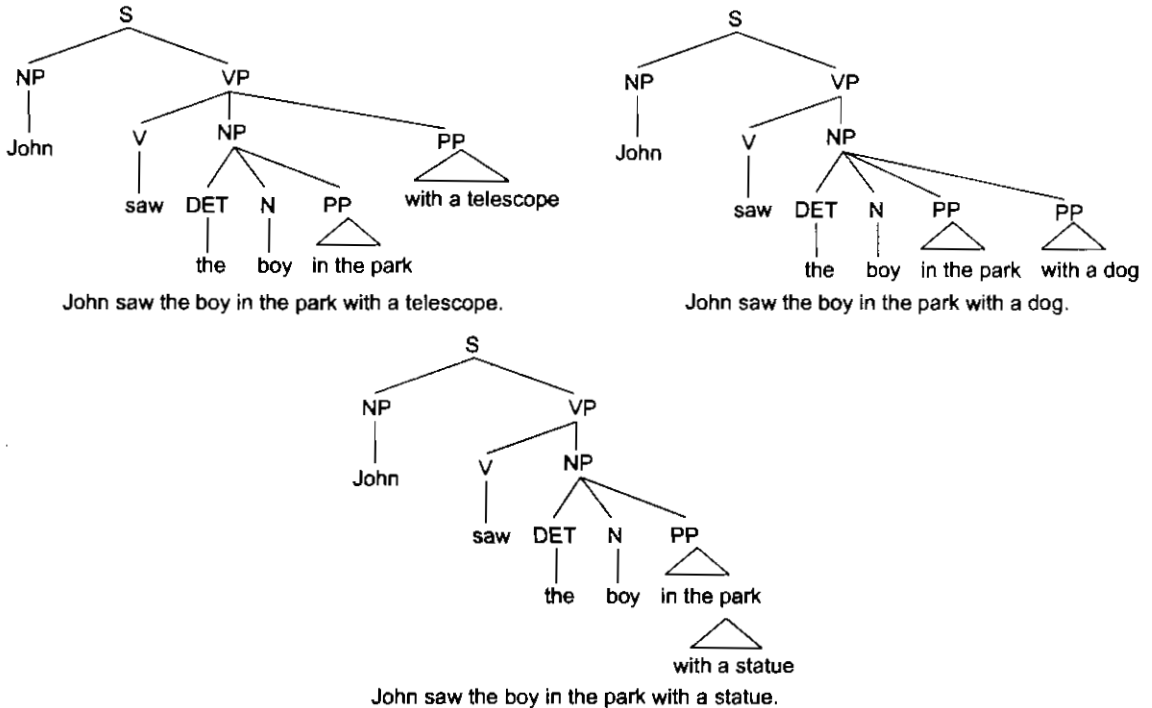 S
NP VP
John V NP PP
saw DET N PP with a telescope
the boy in the park
John saw the boy in the park with a telescope.
S
NP VP
John V NP
saw DET N PP PP
the boy in the park with a dog
John saw the boy in the park with a dog.
S
NP VP
John V NP
saw DET N PP
the boy in the park
with a statue
John saw the boy in the park with a statue.